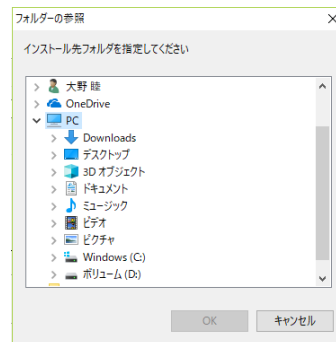 フォルダーの参照
インストール先フォルダを指定してください
大野 睦
OneDrive
PC
Downloads
デスクトップ
3D オブジェクト
ドキュメント
ミュージック
ビデオ
ピクチャ
Windows (C:)
ボリューム (D:)
OK
キャンセル